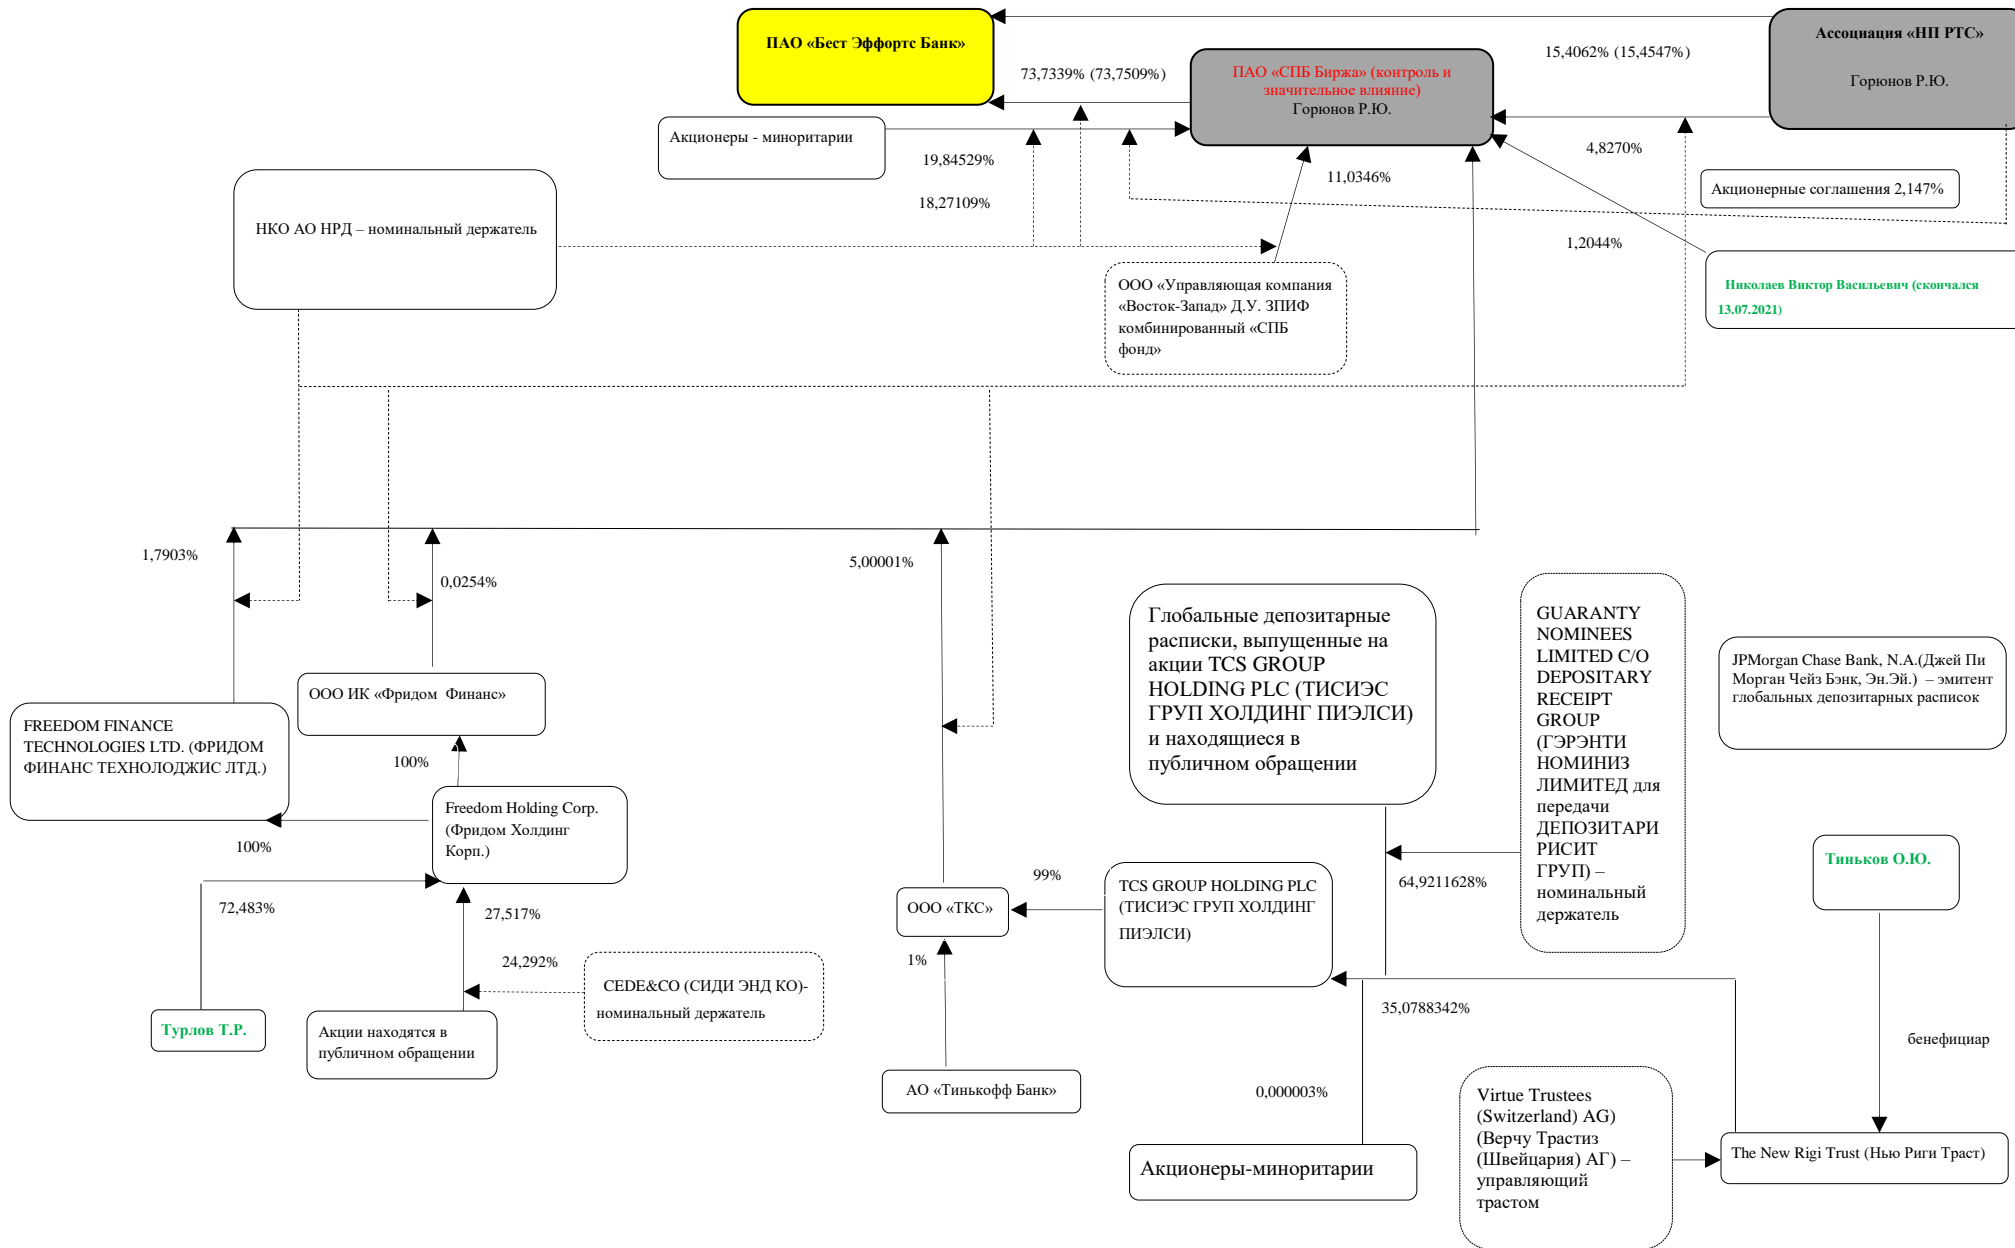 ПАО «Бест Эффортс Банк»
73,7339% (73,7509%)
ПАО «СПБ Биржа» (контроль и
значительное влияние)
Горюнов Р.Ю.
15,4062% (15,4547%)
Ассоциация «НП РТС»
Горюнов Р.Ю.
Акционеры - миноритарии
19,84529%
18,27109%
11,0346%
4,8270%
Акционерные соглашения 2,147%
1,2044%
НКО АО НРД – номинальный держатель
ООО «Управляющая компания
«Восток-Запад» Д.У. ЗПИФ
комбинированный «СПБ
фонд»
Николаев Виктор Васильевич (скончался
13.07.2021)
1,7903%
0,0254%
5,00001%
FREEDOM FINANCE
TECHNOLOGIES LTD. (ФРИДОМ
ФИНАНС ТЕХНОЛОДЖИС ЛТД.)
ООО ИК «Фридом  Финанс»
100%
Freedom Holding Corp.
(Фридом Холдинг
Корп.)
100%
72,483%
27,517%
24,292%
CEDE&CO (СИДИ ЭНД КО)-
номинальный держатель
Турлов Т.Р.
Акции находятся в
публичном обращении
Глобальные депозитарные
расписки, выпущенные на
акции TCS GROUP
HOLDING PLC (ТИСИЭС
ГРУП ХОЛДИНГ ПИЭЛСИ)
и находящиеся в
публичном обращении
GUARANTY
NOMINEES
LIMITED C/O
DEPOSITARY
RECEIPT
GROUP
(ГЭРЭНТИ
НОМИНИЗ
ЛИМИТЕД для
передачи
ДЕПОЗИТАРИ
РИСИТ
ГРУП) –
номинальный
держатель
JPMorgan Chase Bank, N.A.(Джей Пи
Морган Чейз Бэнк, Эн.Эй.)  – эмитент
глобальных депозитарных расписок
64,9211628%
99%
ООО «ТКС»
TCS GROUP HOLDING PLC
(ТИСИЭС ГРУП ХОЛДИНГ
ПИЭЛСИ)
1%
35,0788342%
АО «Тинькофф Банк»
0,000003%
Акционеры-миноритарии
Тиньков О.Ю.
бенефициар
Virtue Trustees
(Switzerland) AG)
(Верчу Трастиз
(Швейцария) АГ) –
управляющий
трастом
The New Rigi Trust (Нью Риги Траст)